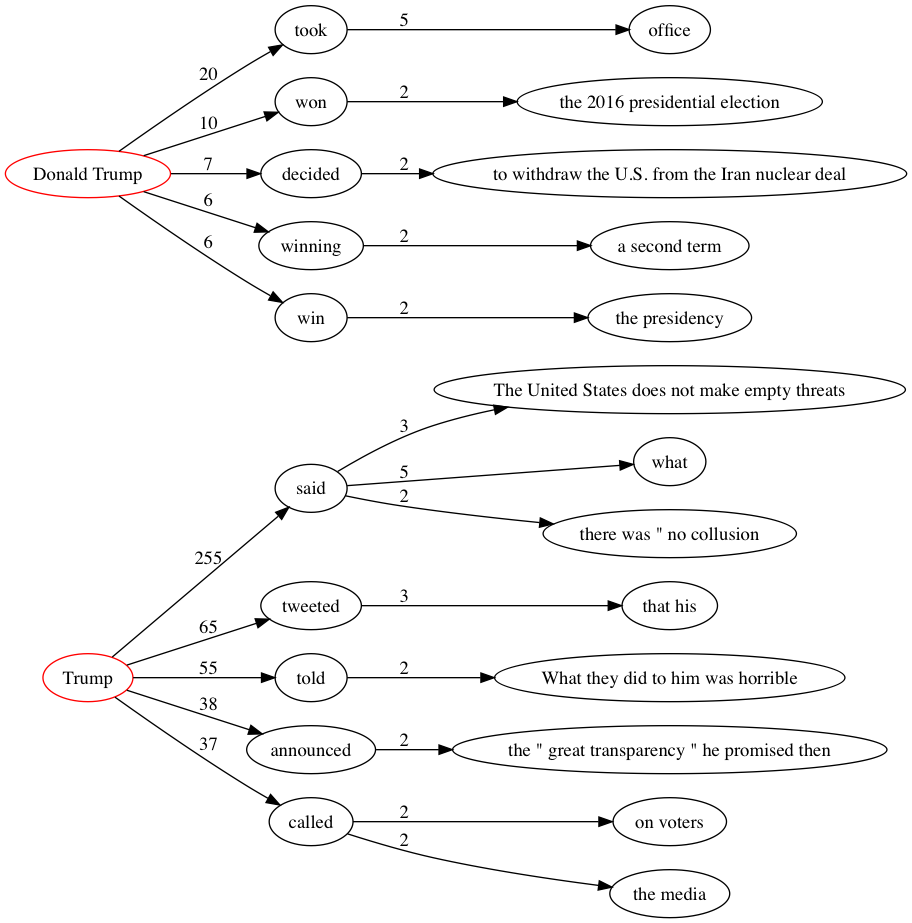 took
5
office
20
won
2
the 2016 presidential election
10
Donald Trump
7
decided
2
to withdraw the U.S. from the Iran nuclear deal
6
winning
2
a second term
6
win
2
the presidency
The United States does not make empty threats
3
said
5
what
2
there was " no collusion
255
tweeted
3
that his
65
Trump
55
told
2
What they did to him was horrible
38
announced
2
the " great transparency " he promised then
37
called
2
on voters
2
the media